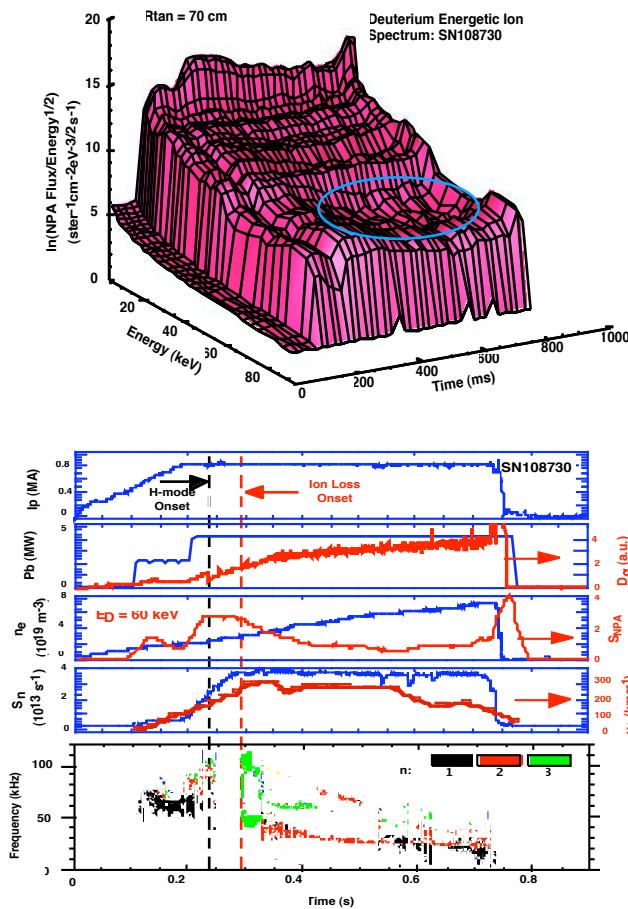 Rtan = 70 cm
Deuterium Energetic Ion
Spectrum: SN108730
ln(NPA Flux/Energy1/2)
(ster-1cm-2eV-3/2s-1)
20
15
10
5
0
20
40
60
80
Energy (keV)
0
200
400
600
800
1000
Time (ms)
Ip (MA)
0.8
0.4
0
H-mode
Onset
Ion Loss
Onset
SN108730
Pb (MW)
5
0
4
2
0
Dα (a.u.)
ne
(1019 m-3)
8
4
0
ED = 60 keV
4
2
0
SNPA
Sn
(1013 s-1)
4
2
0
300
200
100
0
Frequency (kHz)
100
50
0
n:
1
2
3
0
0.2
0.4
0.6
0.8
Time (s)